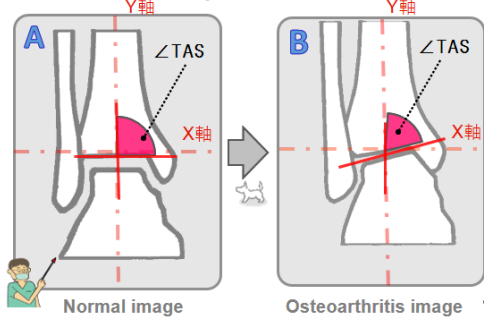 Y軸
Y軸
A
∠TAS
X軸
B
∠TAS
X軸
Normal image
Osteoarthritis image